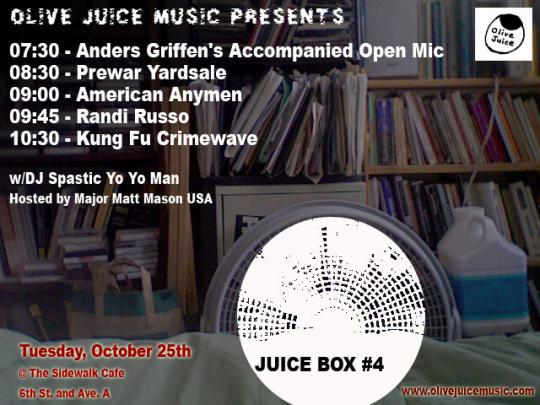 OLIVE JUICE MUSIC PRESENTS
Olive Juice
07:30 - Anders Griffen's Accompanied Open Mic
08:30 - Prewar Yardsale
09:00 - American Anymen
09:45 - Randi Russo
10:30 - Kung Fu Crimewave
w/DJ Spastic Yo Yo Man
Hosted by Major Matt Mason USA
JUICE BOX #4
Tuesday, October 25th
@ The Sidewalk Cafe
6th St. and Ave. A
www.olivejuicemusic.com